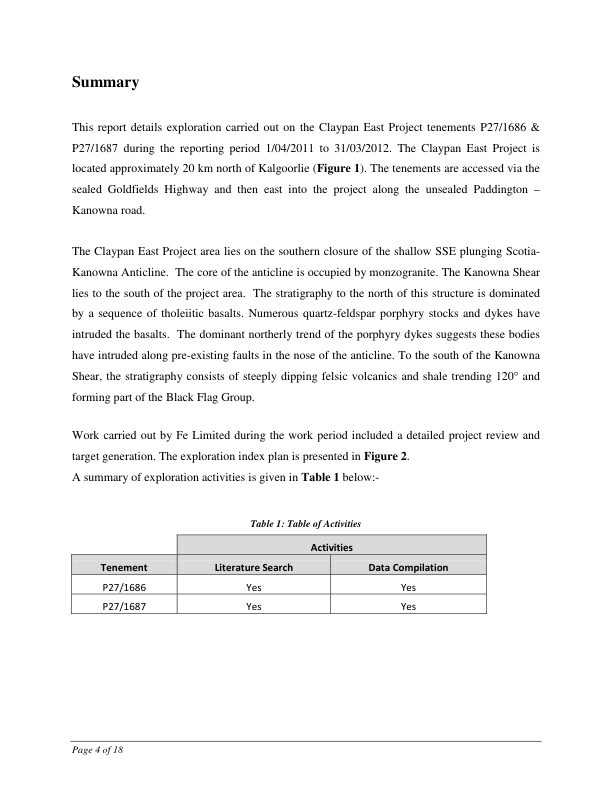 Summary
This report details exploration carried out on the Claypan East Project tenements P27/1686 &
P27/1687 during the reporting period 1/04/2011 to 31/03/2012. The Claypan East Project is
located approximately 20 km north of Kalgoorlie (Figure 1). The tenements are accessed via the
sealed Goldfields Highway and then east into the project along the unsealed Paddington –
Kanowna road.
The Claypan East Project area lies on the southern closure of the shallow SSE plunging Scotia-
Kanowna Anticline. The core of the anticline is occupied by monzogranite. The Kanowna Shear
lies to the south of the project area. The stratigraphy to the north of this structure is dominated
by a sequence of tholeiitic basalts. Numerous quartz-feldspar porphyry stocks and dykes have
intruded the basalts. The dominant northerly trend of the porphyry dykes suggests these bodies
have intruded along pre-existing faults in the nose of the anticline. To the south of the Kanowna
Shear, the stratigraphy consists of steeply dipping felsic volcanics and shale trending 120° and
forming part of the Black Flag Group.
Work carried out by Fe Limited during the work period included a detailed project review and
target generation. The exploration index plan is presented in Figure 2.
A summary of exploration activities is given in Table 1 below:-
Table 1: Table of Activities
Activities
Tenement Literature Search Data Compilation
P27/1686 Yes Yes
P27/1687 Yes Yes
Page 4 of 18